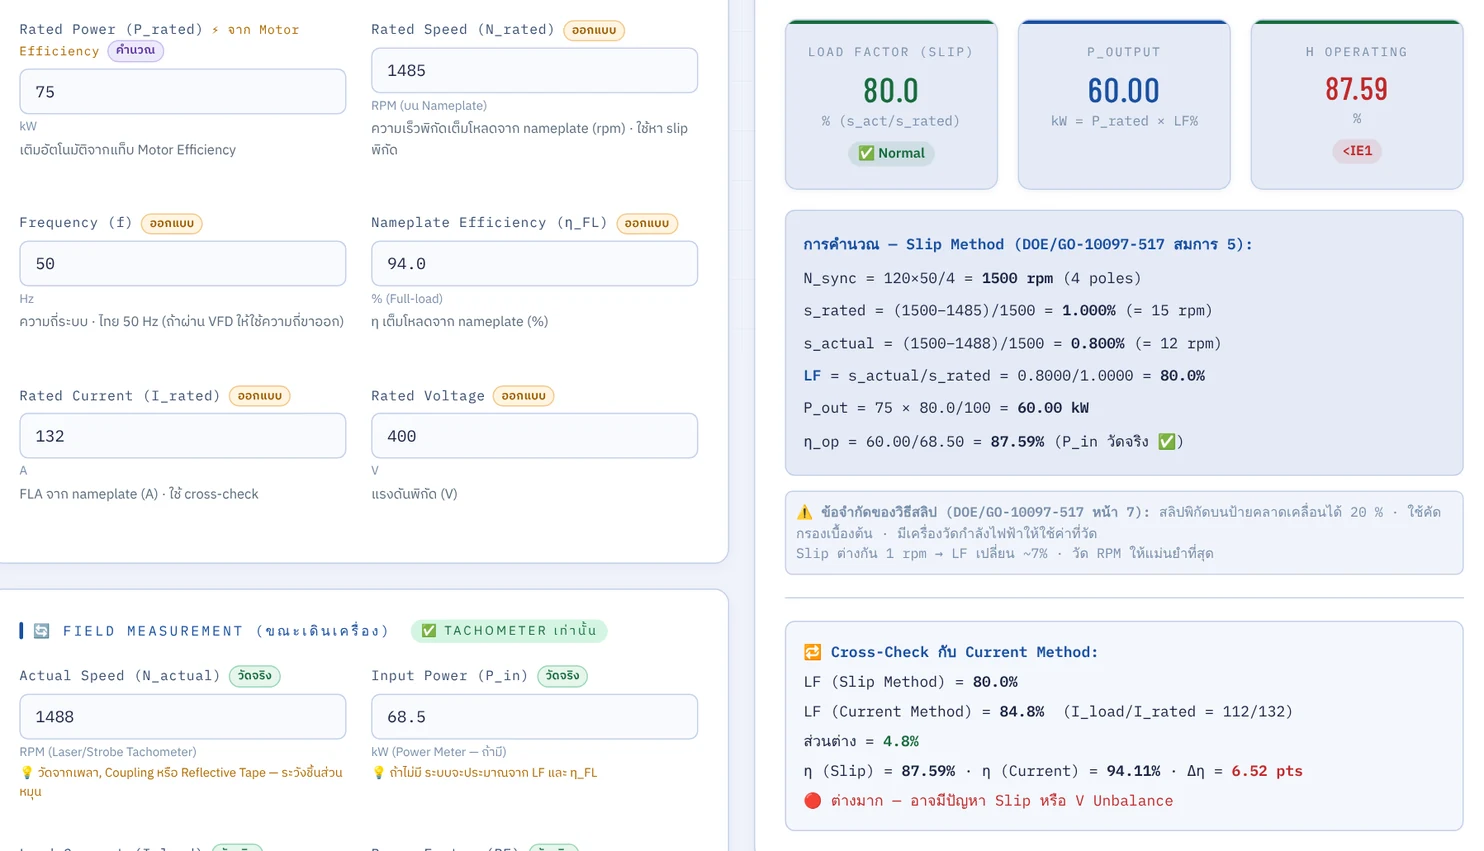 Rated Power (P_rated) ⚡ จาก Motor
Efficiency คำนวณ
75
kW
เติมอัตโนมัติจากแท็บ Motor Efficiency
Rated Speed (N_rated) ออกแบบ
1485
RPM (บน Nameplate)
ความเร็วพิกัดเต็มโหลดจาก nameplate (rpm) · ใช้หา slip
พิกัด
Frequency (f) ออกแบบ
50
Hz
ความถี่ระบบ · ไทย 50 Hz (ถ้าผ่าน VFD ให้ใช้ความถี่ขาออก)
Nameplate Efficiency (η_FL) ออกแบบ
94.0
% (Full-load)
η เต็มโหลดจาก nameplate (%)
Rated Current (I_rated) ออกแบบ
132
A
FLA จาก nameplate (A) · ใช้ cross-check
Rated Voltage ออกแบบ
400
V
แรงดันพิกัด (V)
🔄 FIELD MEASUREMENT (ขณะเดินเครื่อง) ✅ TACHOMETER เท่านั้น
Actual Speed (N_actual) วัดจริง
1488
RPM (Laser/Strobe Tachometer)
💡 วัดจากเพลา, Coupling หรือ Reflective Tape — ระวังชิ้นส่วน
หมุน
Input Power (P_in) วัดจริง
68.5
kW (Power Meter — ถ้ามี)
💡 ถ้าไม่มี ระบบจะประมาณจาก LF และ η_FL
LOAD FACTOR (SLIP)
80.0
% (s_act/s_rated)
✅ Normal
P_OUTPUT
60.00
kW = P_rated × LF%
Η OPERATING
87.59
%
<IE1
การคำนวณ — Slip Method (DOE/GO-10097-517 สมการ 5):
N_sync = 120×50/4 = 1500 rpm (4 poles)
s_rated = (1500−1485)/1500 = 1.000% (= 15 rpm)
s_actual = (1500−1488)/1500 = 0.800% (= 12 rpm)
LF = s_actual/s_rated = 0.8000/1.0000 = 80.0%
P_out = 75 × 80.0/100 = 60.00 kW
η_op = 60.00/68.50 = 87.59% (P_in วัดจริง ✅)
⚠️ ข้อจำกัดของวิธีสลิป (DOE/GO-10097-517 หน้า 7): สลิปพิกัดบนป้ายคลาดเคลื่อนได้ 20 % · ใช้คัด
กรองเบื้องต้น · มีเครื่องวัดกำลังไฟฟ้าให้ใช้ค่าที่วัด
Slip ต่างกัน 1 rpm → LF เปลี่ยน ~7% · วัด RPM ให้แม่นยำที่สุด
🔁 Cross-Check กับ Current Method:
LF (Slip Method) = 80.0%
LF (Current Method) = 84.8% (I_load/I_rated = 112/132)
ส่วนต่าง = 4.8%
η (Slip) = 87.59% · η (Current) = 94.11% · Δη = 6.52 pts
🔴 ต่างมาก — อาจมีปัญหา Slip หรือ V Unbalance